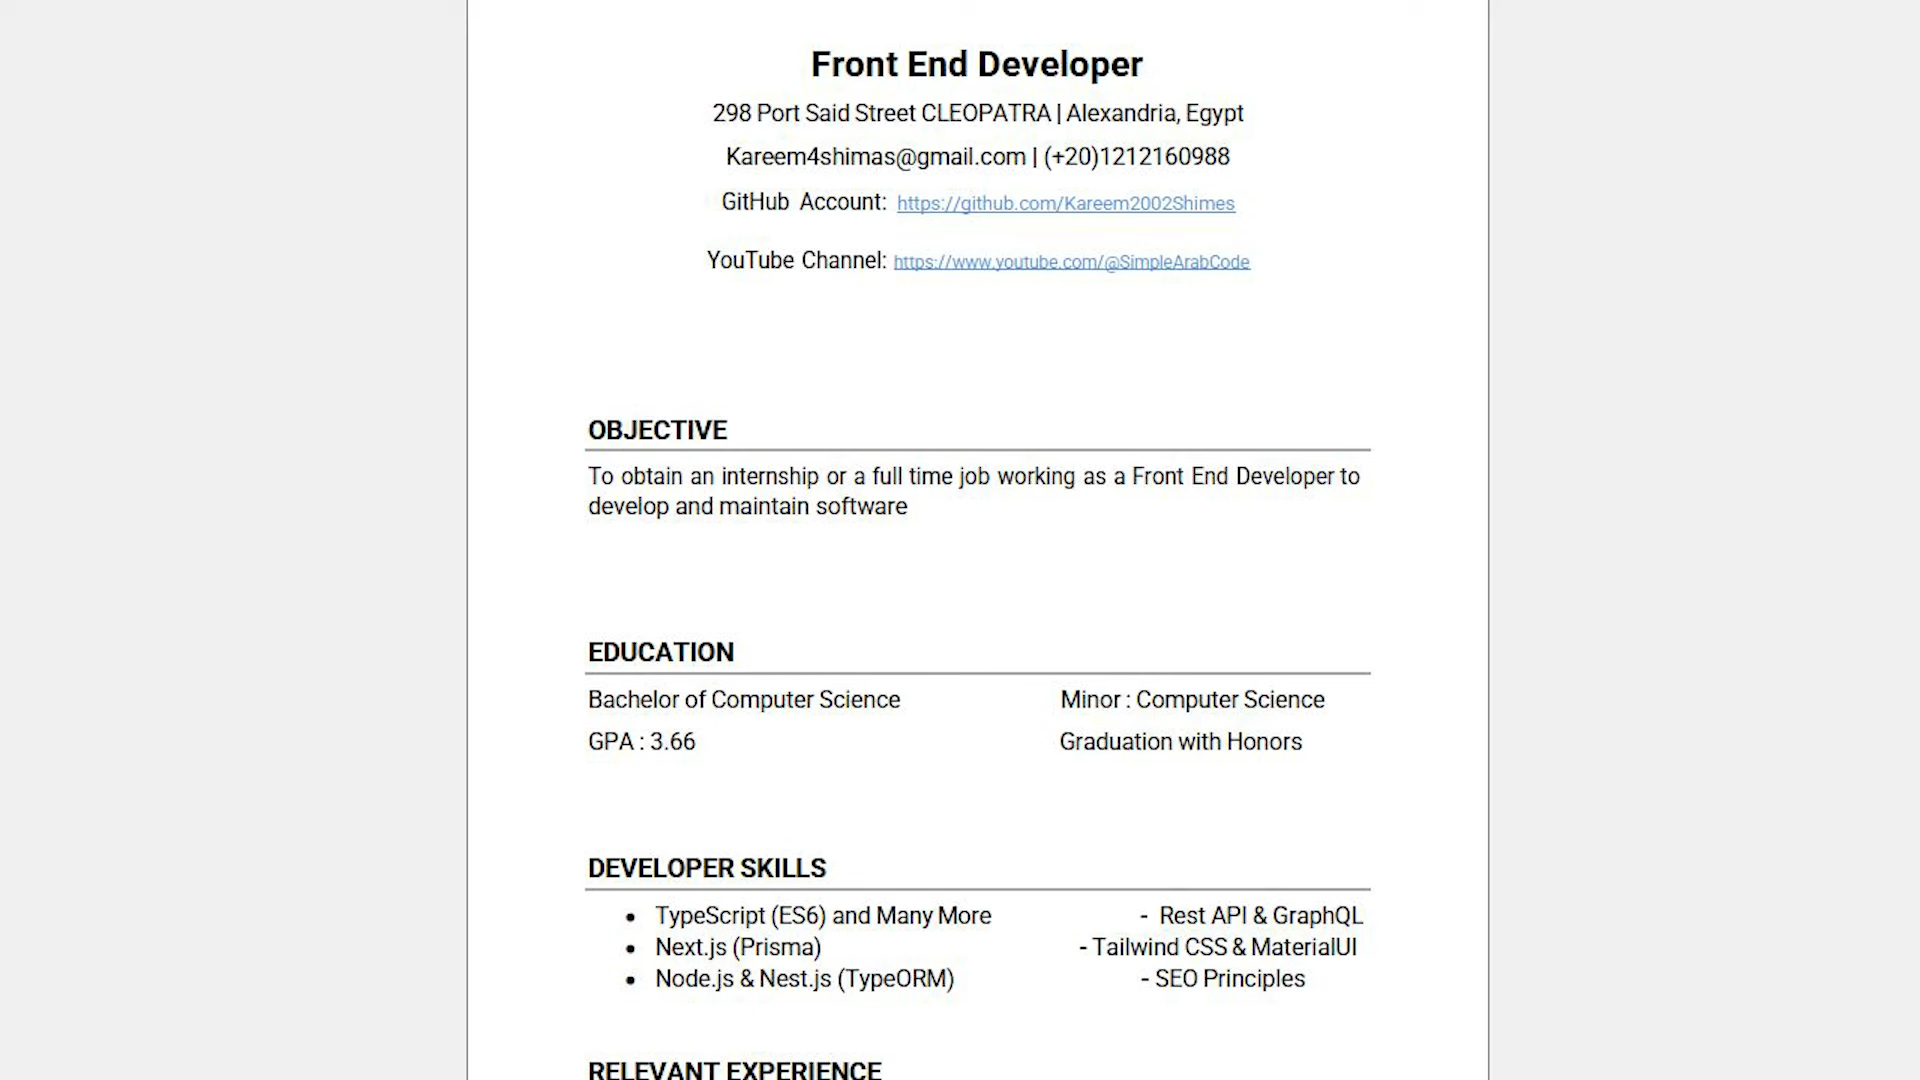 Front End Developer
298 Port Said Street CLEOPATRA | Alexandria, Egypt
Kareem4shimas@gmail.com | (+20)1212160988
GitHub Account: https://github.com/Kareem2002Shimes
YouTube Channel: https://www.youtube.com/@SimpleArabCode
OBJECTIVE
To obtain an internship or a full time job working as a Front End Developer to
develop and maintain software
EDUCATION
Bachelor of Computer Science Minor : Computer Science
GPA : 3.66 Graduation with Honors
DEVELOPER SKILLS
• TypeScript (ES6) and Many More - Rest API & GraphQL
• Next.js (Prisma) - Tailwind CSS & MaterialUI
• Node.js & Nest.js (TypeORM) - SEO Principles
RELEVANT EXPERIENCE